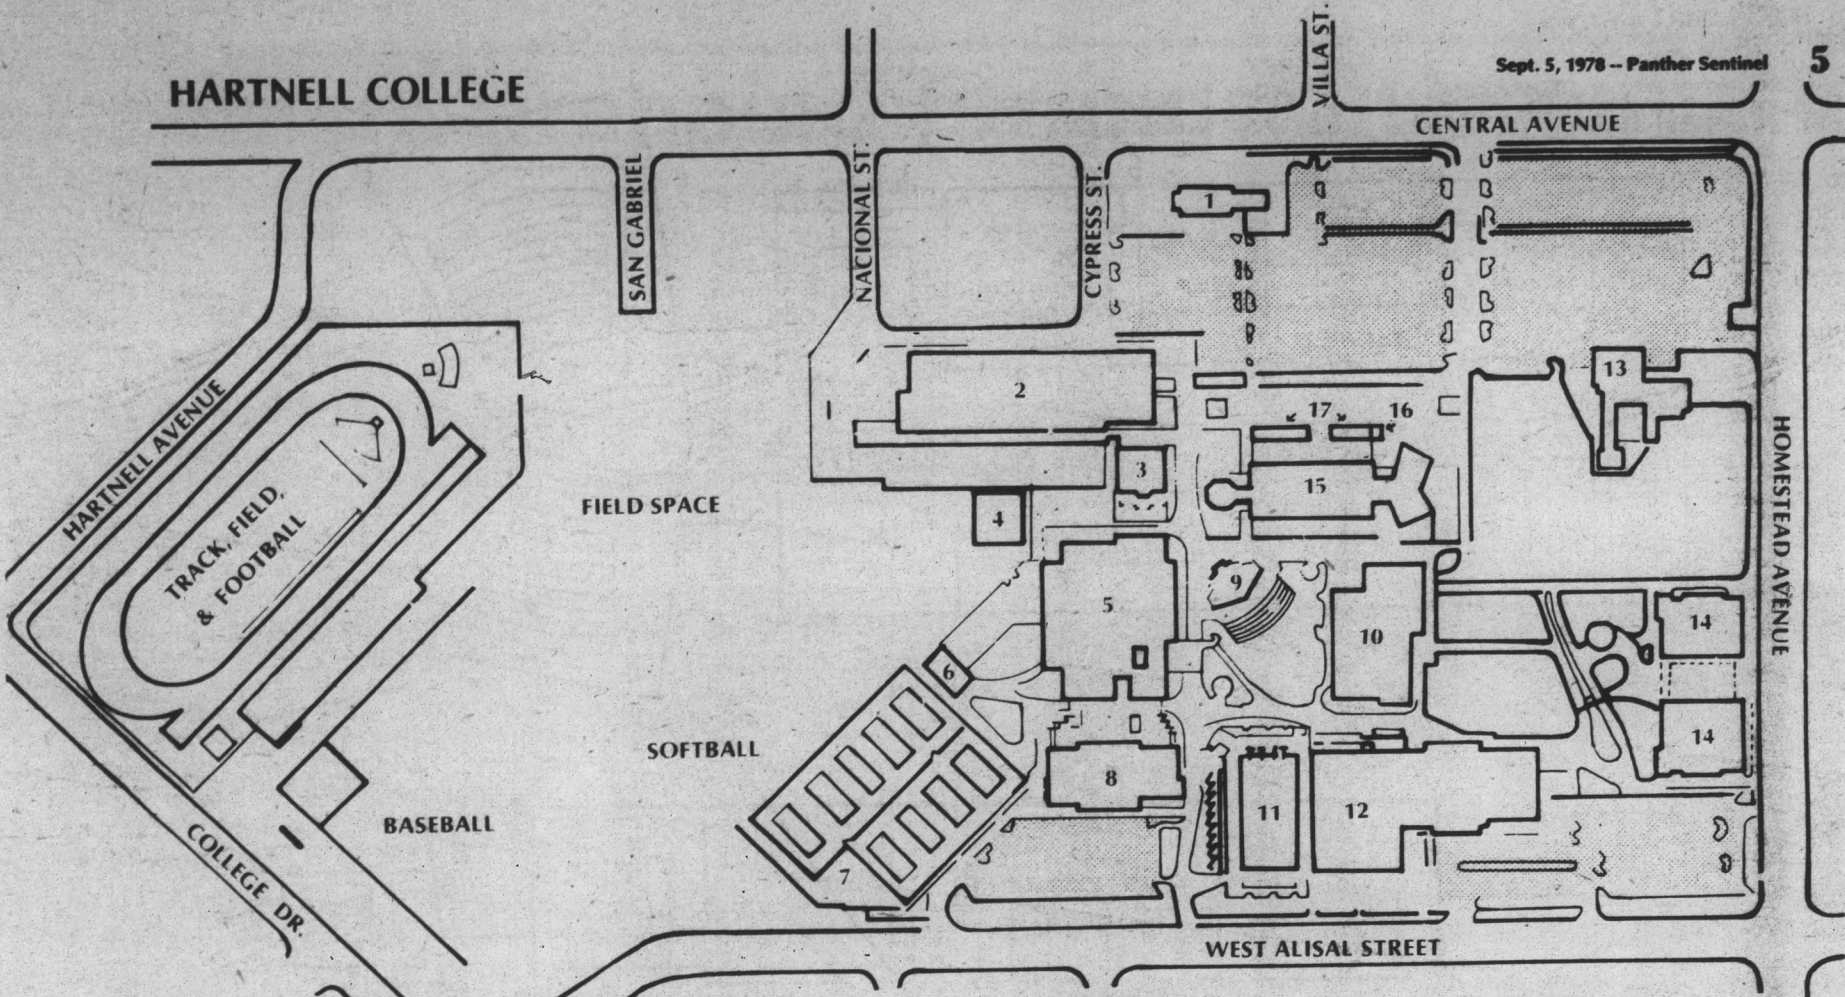 Sept. 5, 1978 -- Panther Sentinel 5
HARTNELL COLLEGE
VILLA ST.
CENTRAL AVENUE
SAN GABRIEL
NACIONAL ST.
CYPRESS ST.
1
HARTNELL AVENUE
2
13
17
16
HOMESTEAD AVENUE
3
15
TRACK, FIELD,
& FOOTBALL
FIELD SPACE
4
9
5
10
14
6
SOFTBALL
14
8
11
12
BASEBALL
7
COLLEGE DR.
WEST ALISAL STREET